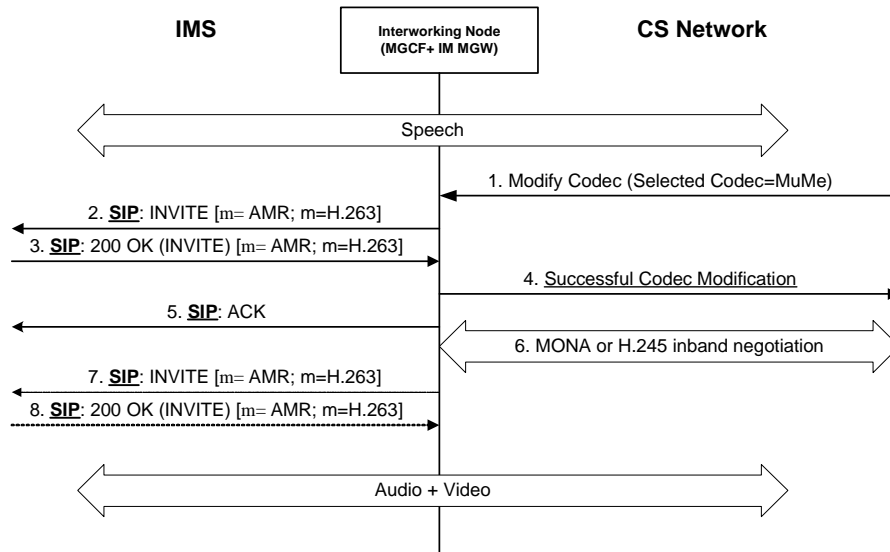 IMS
Interworking Node
(MGCF+ IM MGW)
CS Network
Speech
1. Modify Codec (Selected Codec=MuMe)
2. SIP: INVITE [m= AMR; m=H.263]
3. SIP: 200 OK (INVITE) [m= AMR; m=H.263]
4. Successful Codec Modification
5. SIP: ACK
6. MONA or H.245 inband negotiation
7. SIP: INVITE [m= AMR; m=H.263]
8. SIP: 200 OK (INVITE) [m= AMR; m=H.263]
Audio + Video